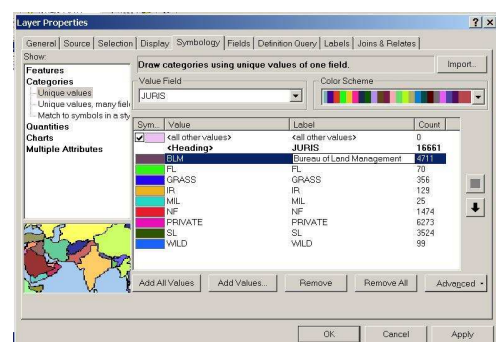 Layer Properties
General Source Selection Display Symbology Fields Definition Query Labels Joins & Relates
Show:
Features
Categories
Unique values
Unique values, many fiel
Match to symbols in a sty
Quantities
Charts
Multiple Attributes
Draw categories using unique values of one field.
Import...
Value Field
JURIS
Color Scheme
Sym... Value Label Count
<all other values> <all other values> 0
<Heading> JURIS 16661
BLM Bureau of Land Management 4711
FL FL 70
GRASS GRASS 356
IR IR 129
MIL MIL 25
NF NF 1474
PRIVATE PRIVATE 6273
SL SL 3524
WILD WILD 99
Add All Values Add Values... Remove Remove All Advanced
OK Cancel Apply